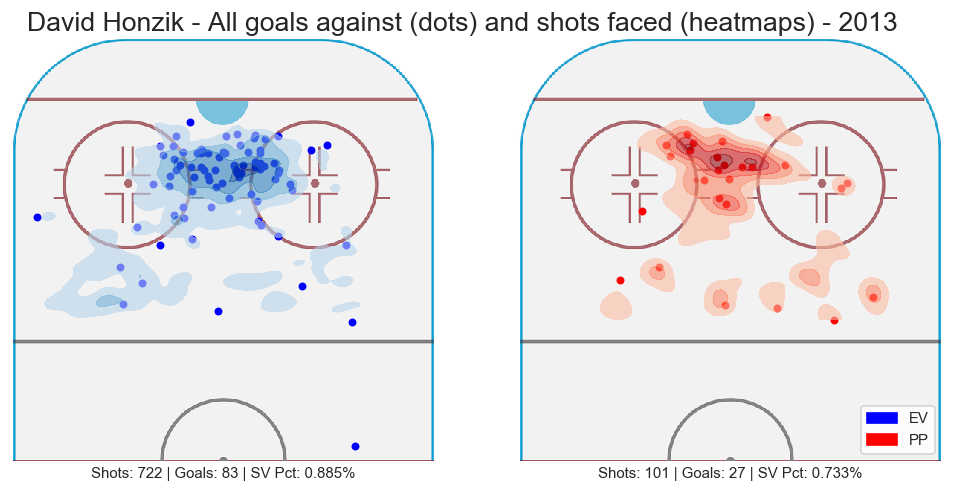 David Honzik - All goals against (dots) and shots faced (heatmaps) - 2013
EV
PP
Shots: 722 | Goals: 83 | SV Pct: 0.885%
Shots: 101 | Goals: 27 | SV Pct: 0.733%